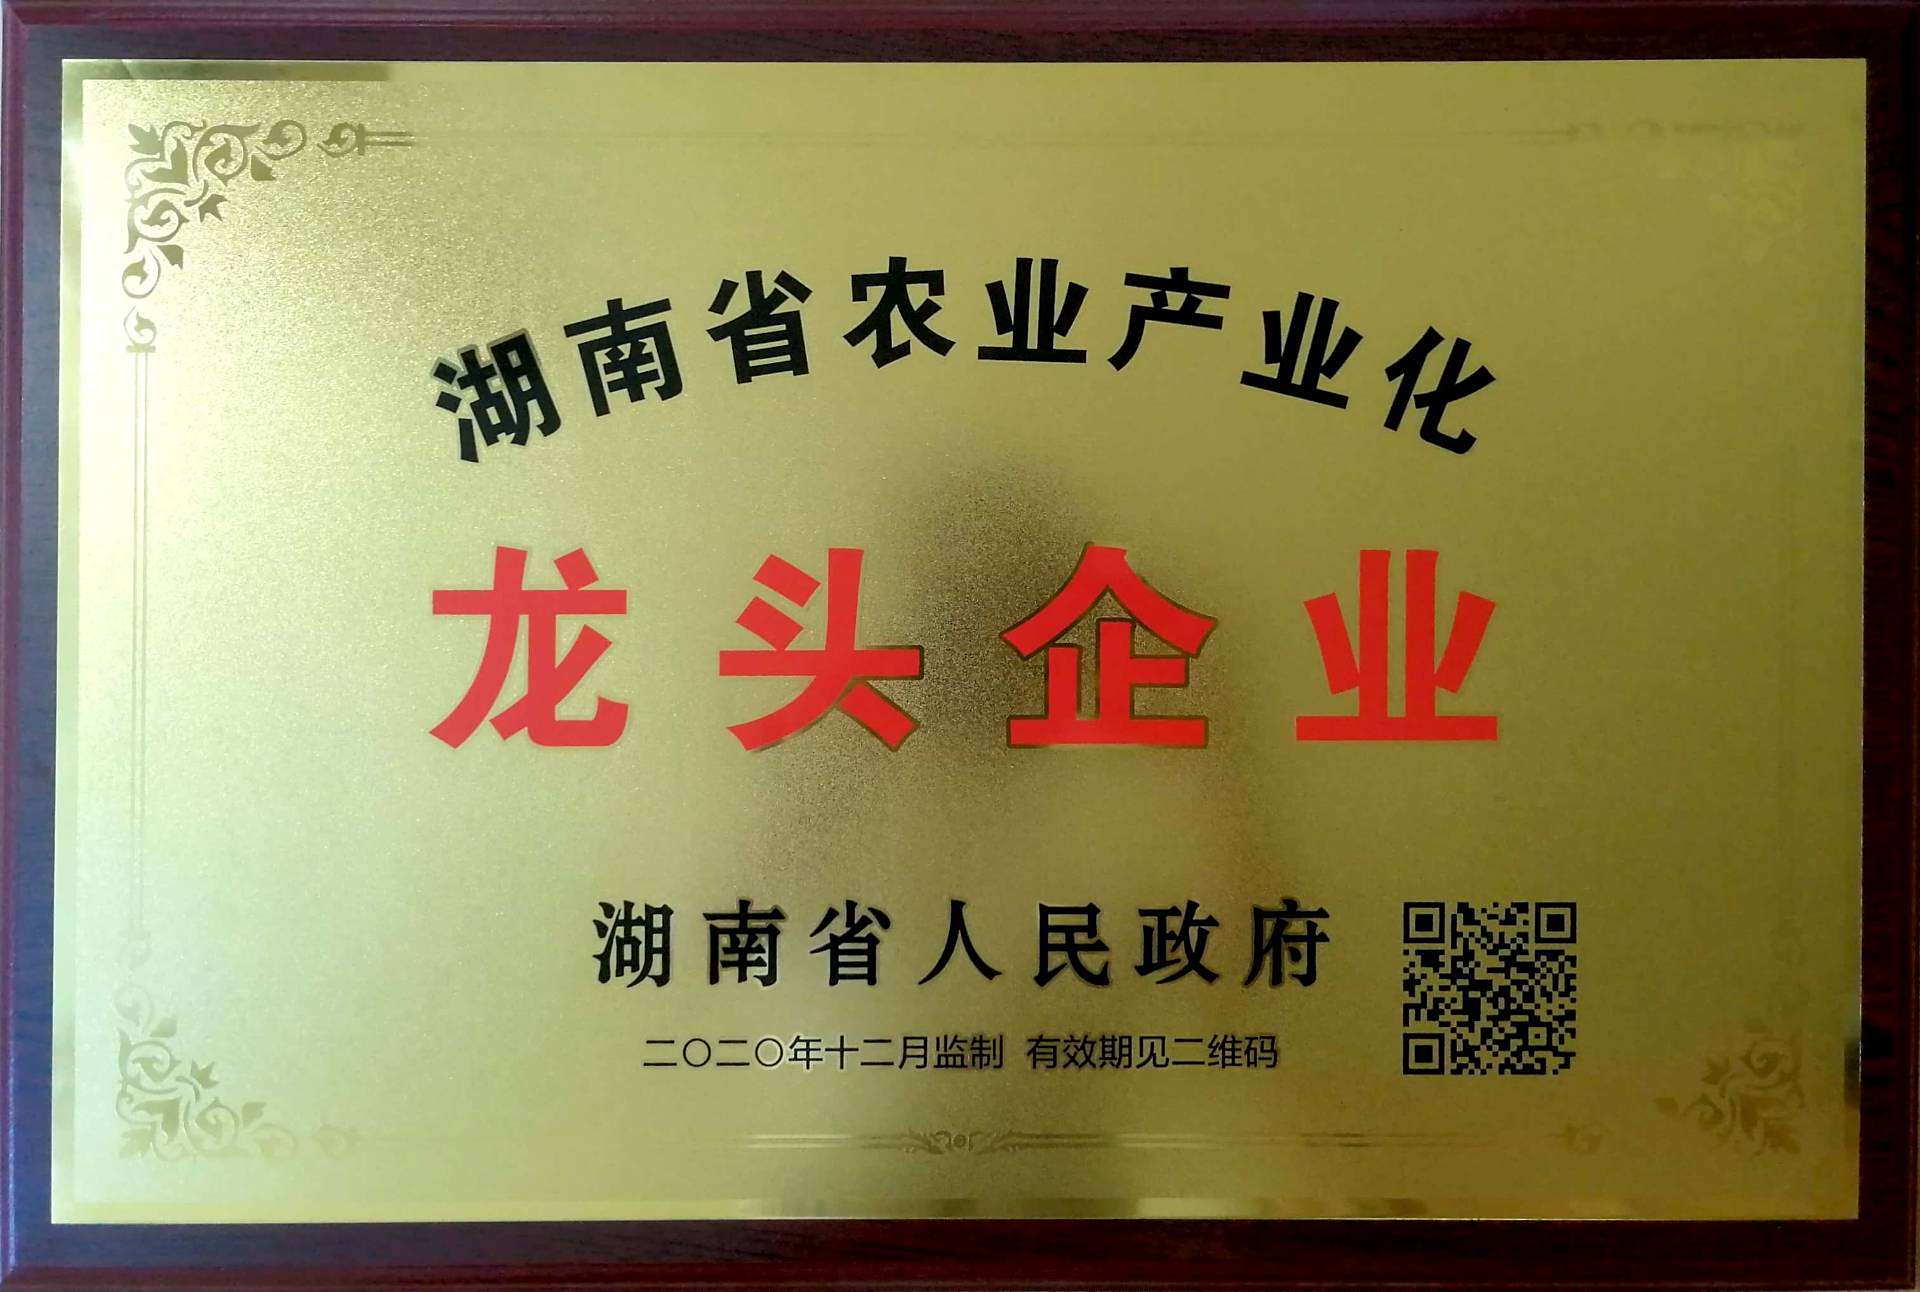 湖南省农业产业化
龙头企业
湖南省人民政府
二〇二〇年十二月监制 有效期见二维码